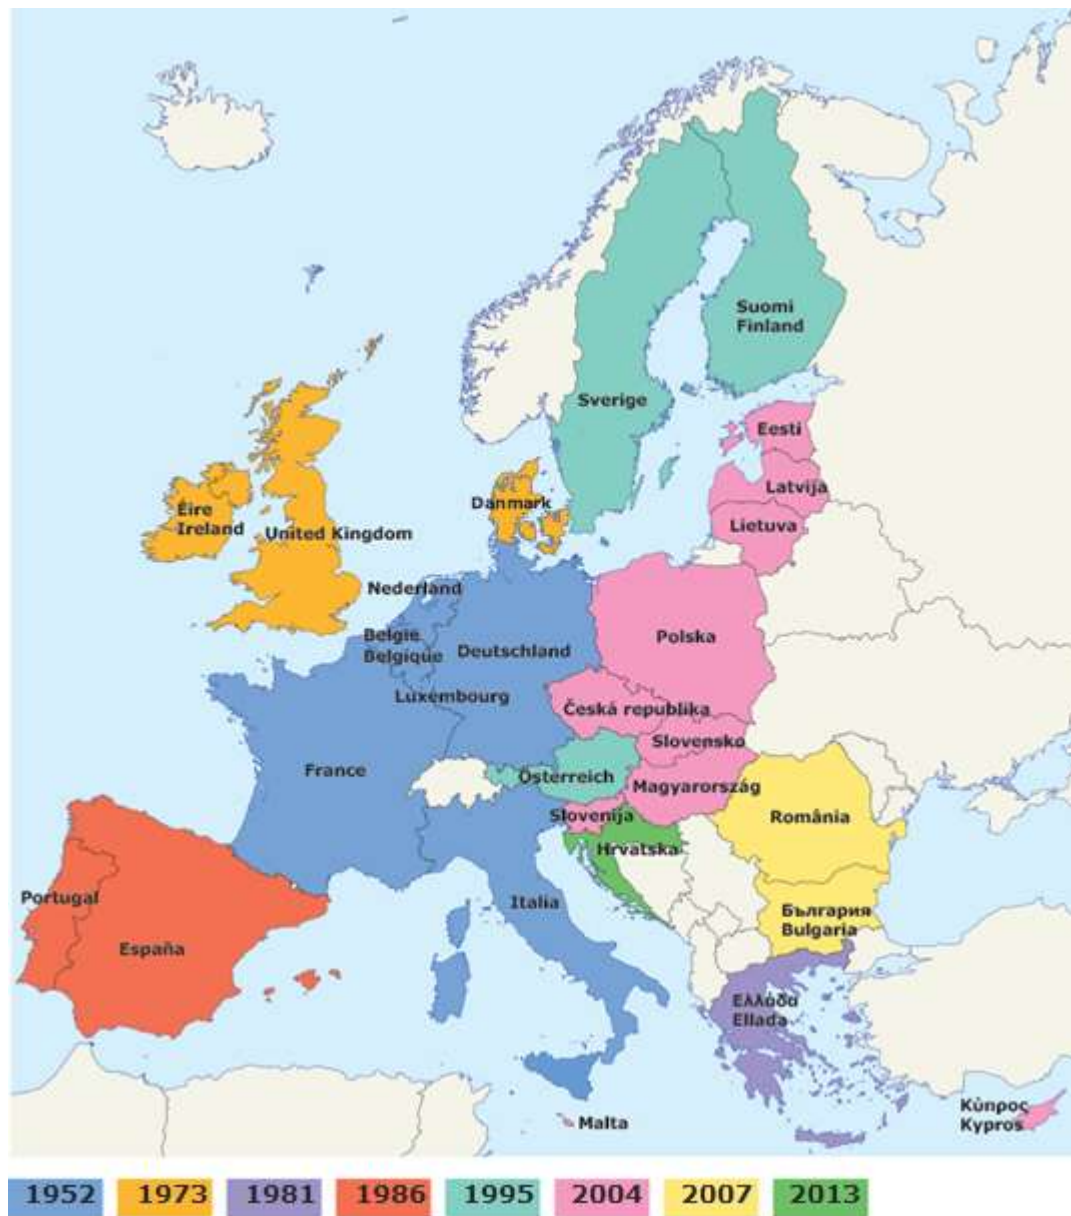 Suomi
Finland
Sverige
Eesti
Latvija
Lietuva
Danmark
Éire
Ireland
United Kingdom
Nederland
België
Belgique
Deutschland
Luxembourg
Polska
Česká republika
Slovensko
France
Österreich
Magyarország
Slovenija
Hrvatska
România
Portugal
España
Italia
България
Bulgaria
Ελλάδα
Ellada
Malta
Κύπρος
Kypros
1952 1973 1981 1986 1995 2004 2007 2013